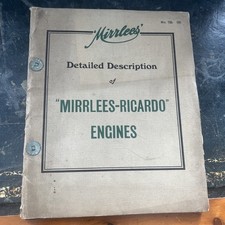 Mirrlees
Detailed Description
of
"MIRRLEES-RICARDO"
ENGINES